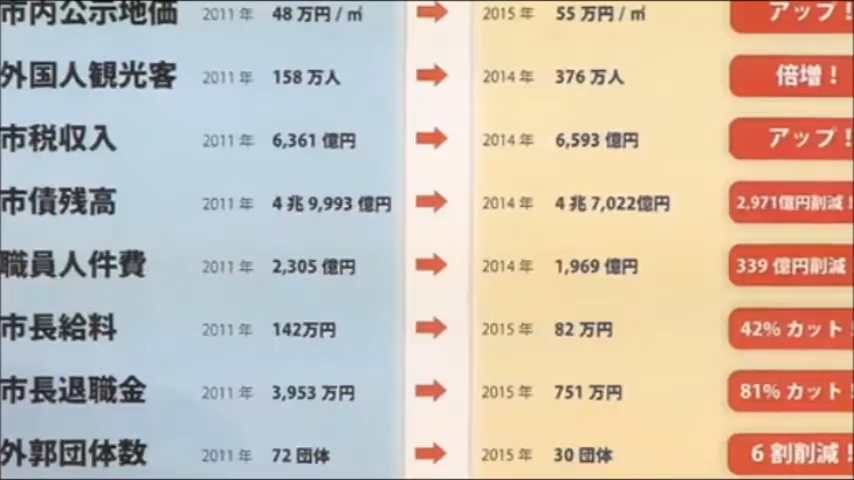 市内公示地価 2011年 48万円/㎡ 2015年 55万円/㎡ アップ！
外国人観光客 2011年 158万人 2014年 376万人 倍増！
市税収入 2011年 6,361億円 2014年 6,593億円 アップ！
市債残高 2011年 4兆9,993億円 2014年 4兆7,022億円 2,971億円削減！
職員人件費 2011年 2,305億円 2014年 1,969億円 339億円削減
市長給料 2011年 142万円 2015年 82万円 42%カット！
市長退職金 2011年 3,953万円 2015年 751万円 81%カット！
外郭団体数 2011年 72団体 2015年 30団体 6割削減！